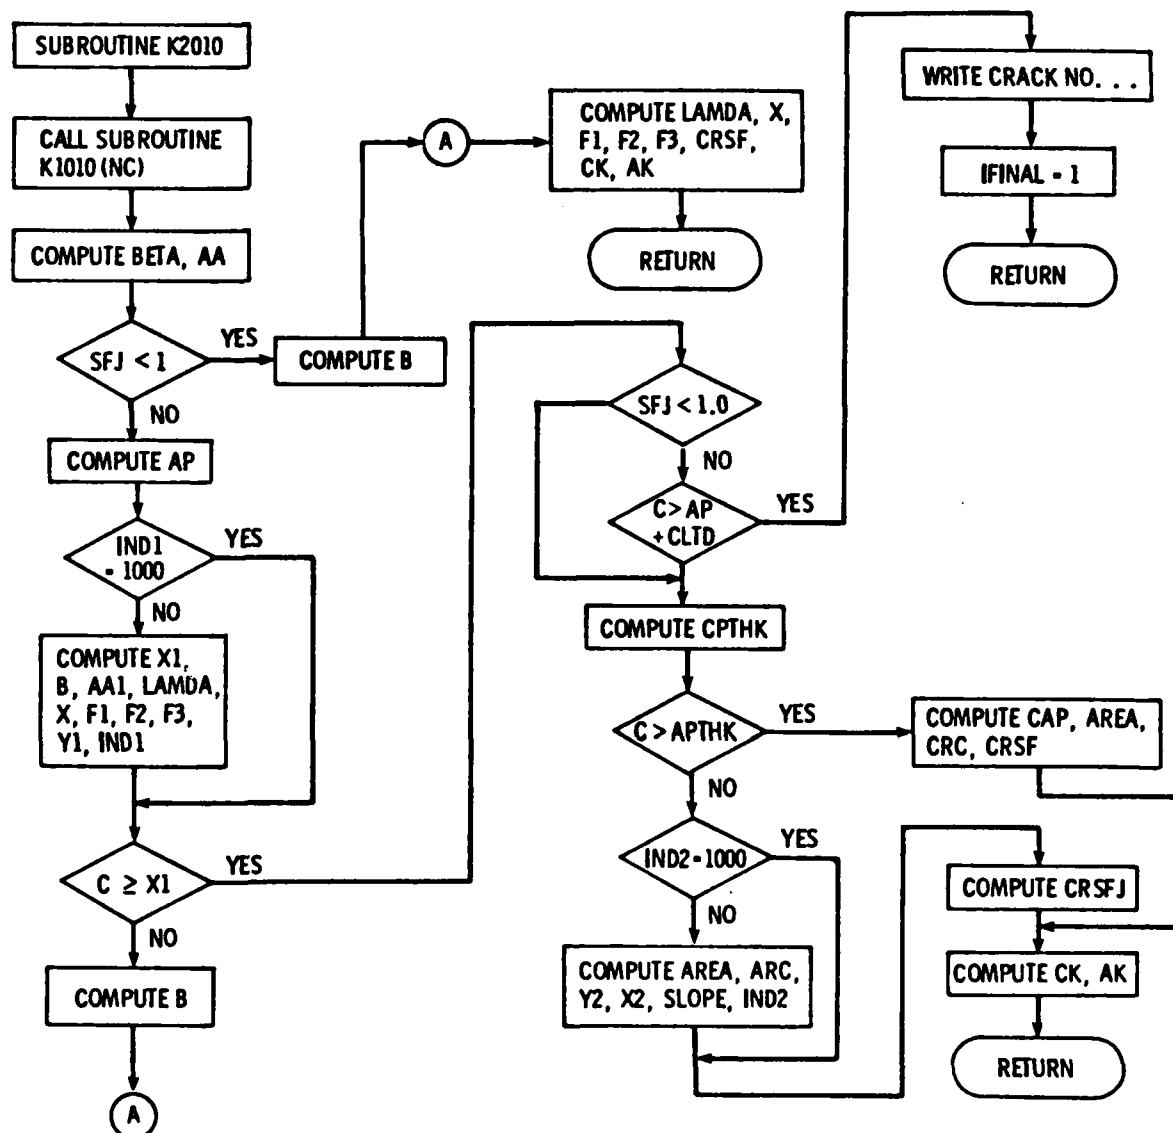 SUBROUTINE K2010
CALL SUBROUTINE
K1010 (NC)
COMPUTE BETA, AA
SFJ < 1
YES
NO
COMPUTE B
A
COMPUTE LAMDA, X,
F1, F2, F3, CRSF,
CK, AK
RETURN
COMPUTE AP
IND1
= 1000
YES
NO
COMPUTE X1,
B, AA1, LAMDA,
X, F1, F2, F3,
Y1, IND1
C ≥ X1
YES
NO
COMPUTE B
A
SFJ < 1.0
NO
C > AP
+ CLTD
YES
WRITE CRACK NO. . .
IFINAL = 1
RETURN
COMPUTE CPTHK
C > APTHK
YES
NO
COMPUTE CAP, AREA,
CRC, CRSF
IND2 = 1000
YES
NO
COMPUTE AREA, ARC,
Y2, X2, SLOPE, IND2
COMPUTE CRSFJ
COMPUTE CK, AK
RETURN